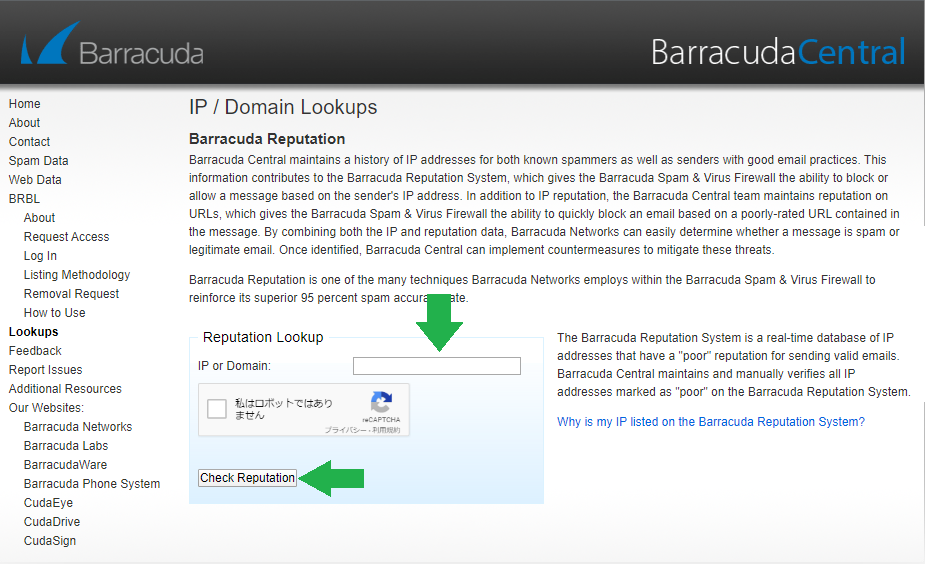 Barracuda
BarracudaCentral
Home
About
Contact
Spam Data
Web Data
BRBL
About
Request Access
Log In
Listing Methodology
Removal Request
How to Use
Lookups
Feedback
Report Issues
Additional Resources
Our Websites:
Barracuda Networks
Barracuda Labs
BarracudaWare
Barracuda Phone System
CudaEye
CudaDrive
CudaSign
IP / Domain Lookups
Barracuda Reputation
Barracuda Central maintains a history of IP addresses for both known spammers as well as senders with good email practices. This
information contributes to the Barracuda Reputation System, which gives the Barracuda Spam & Virus Firewall the ability to block or
allow a message based on the sender's IP address. In addition to IP reputation, the Barracuda Central team maintains reputation on
URLs, which gives the Barracuda Spam & Virus Firewall the ability to quickly block an email based on a poorly-rated URL contained in
the message. By combining both the IP and reputation data, Barracuda Networks can easily determine whether a message is spam or
legitimate email. Once identified, Barracuda Central can implement countermeasures to mitigate these threats.
Barracuda Reputation is one of the many techniques Barracuda Networks employs within the Barracuda Spam & Virus Firewall to
reinforce its superior 95 percent spam
Reputation Lookup
IP or Domain:
私はロボットではあり
ません
reCAPTCHA
プライバシー - 利用規約
Check Reputation
The Barracuda Reputation System is a real-time database of IP
addresses that have a "poor" reputation for sending valid emails.
Barracuda Central maintains and manually verifies all IP
addresses marked as "poor" on the Barracuda Reputation System.
Why is my IP listed on the Barracuda Reputation System?